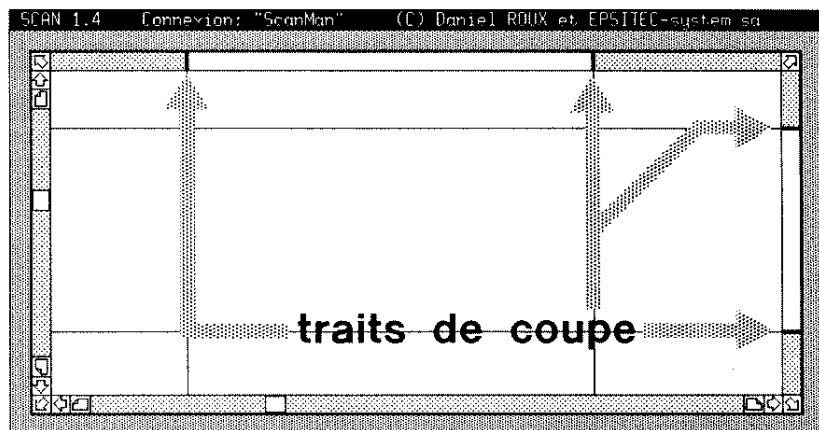 SCAN 1.4 Connexion: "ScanMan" (C) Daniel ROUX et EPSITEC-system sa
traits de coupe